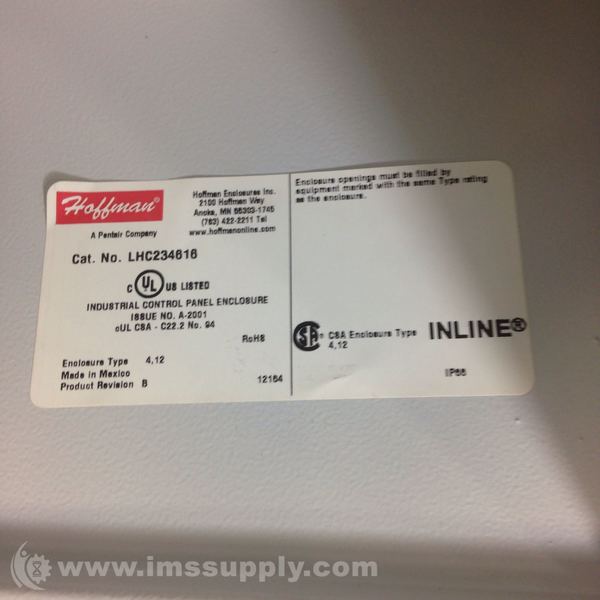 Hoffman®
A Pentair Company
Hoffman Enclosures Inc.
2100 Hoffman Way
Anoka, MN 55303-1745
(763) 422-2211 Tel
www.hoffmanonline.com
Cat. No. LHC234616
C UL US LISTED
INDUSTRIAL CONTROL PANEL ENCLOSURE
ISSUE NO. A-2001
cUL CSA - C22.2 No. 94
RoHS
Enclosure Type 4,12
Made in Mexico
Product Revision B
12164
Enclosure openings must be filled by
equipment marked with the same Type rating
as the enclosure.
SA® CSA Enclosure Type
4,12
INLINE®
IP66
www.imssupply.com